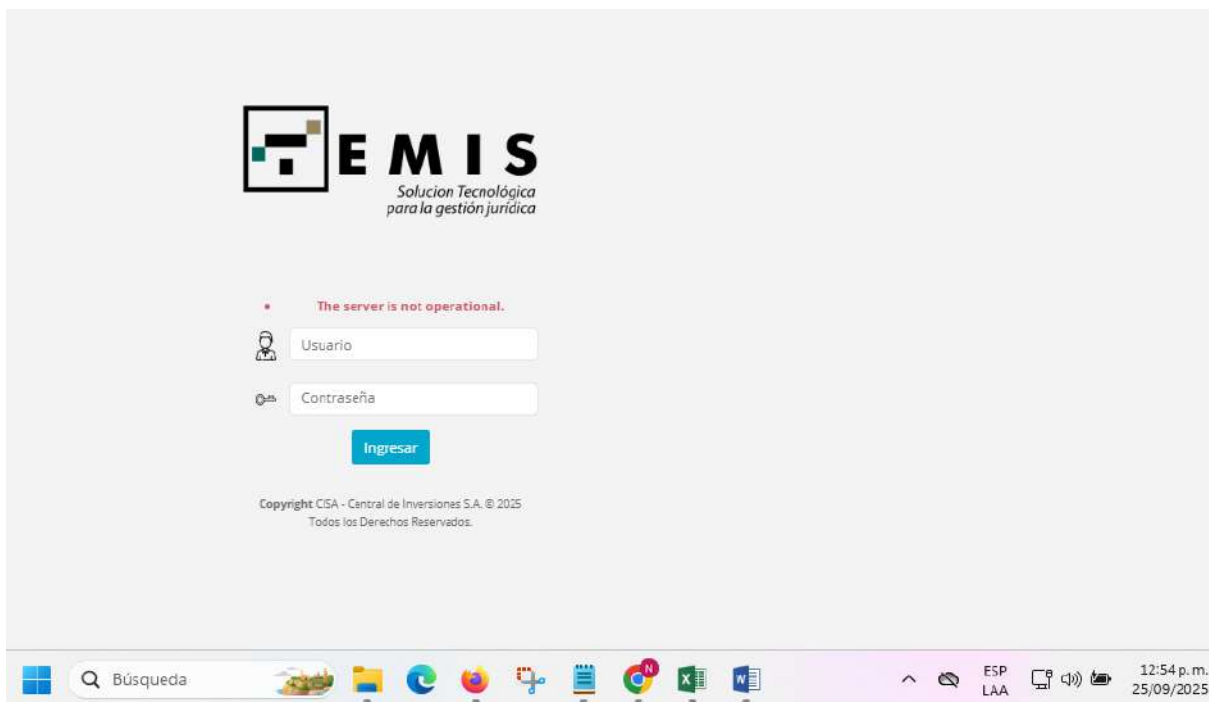 TEMIS
Solucion Tecnológica
para la gestión jurídica
• The server is not operational.
Usuario
Contraseña
Ingresar
Copyright CISA - Central de Inversiones S.A. © 2025
Todos los Derechos Reservados.
Búsqueda
N
X
W
ESP
LAA
12:54 p. m.
25/09/2025